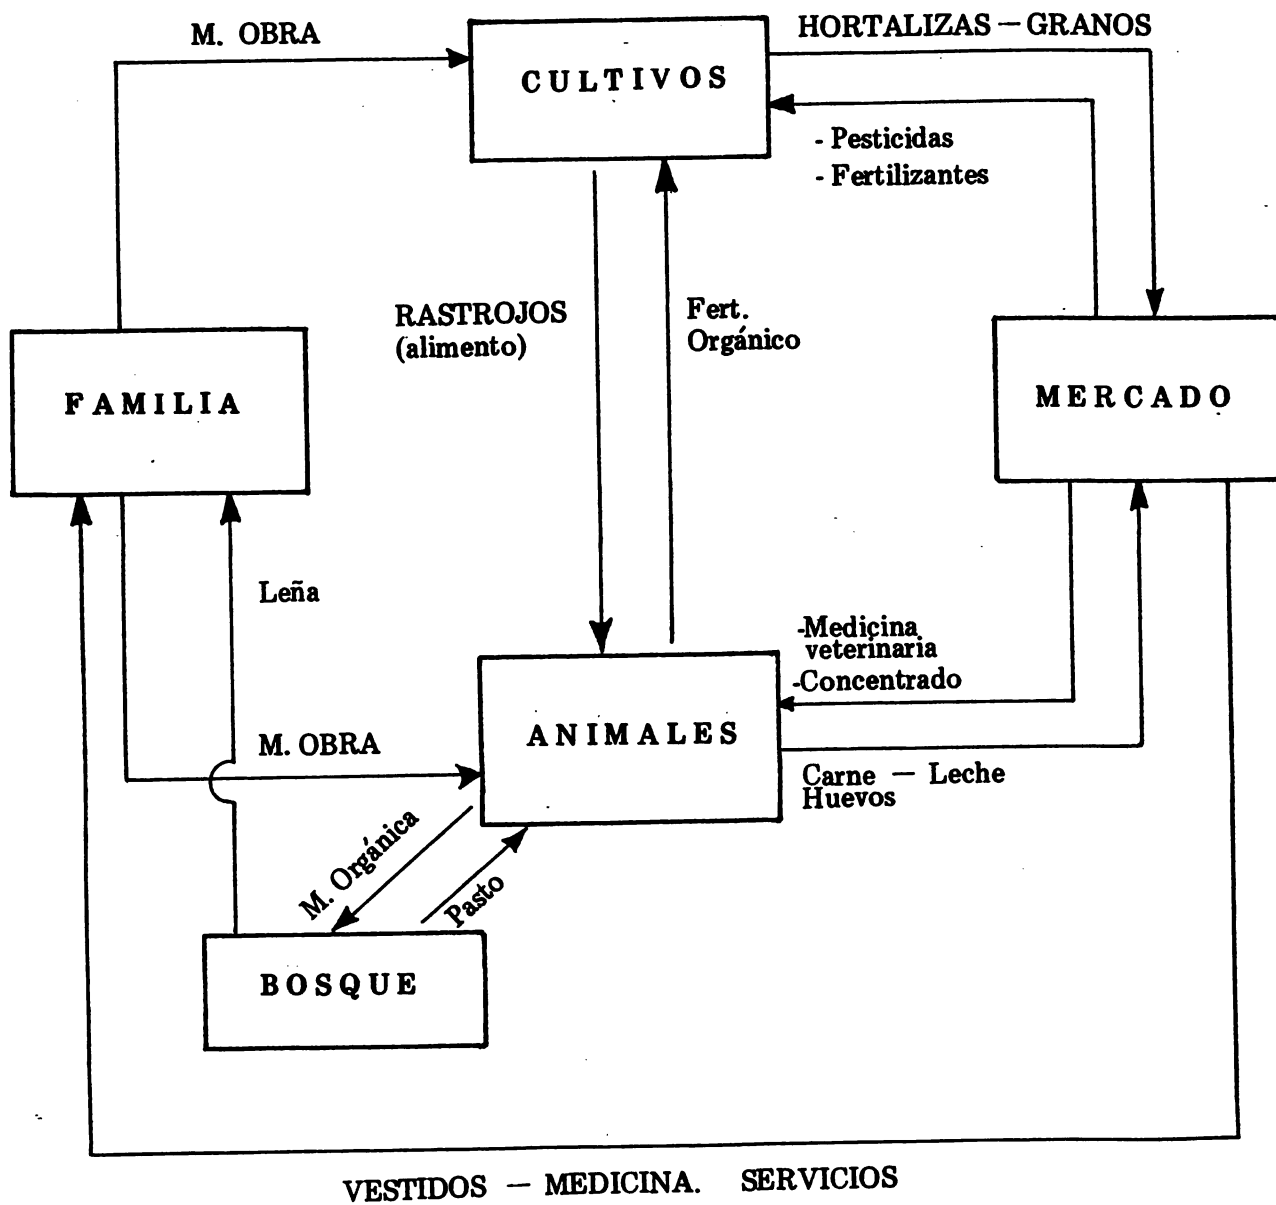 M. OBRA
HORTALIZAS — GRANOS
CULTIVOS
- Pesticidas
- Fertilizantes
RASTROJOS
(alimento)
Fert.
Orgánico
FAMILIA
MERCADO
Leña
-Medicina
veterinaria
-Concentrado
M. OBRA
ANIMALES
Carne — Leche
Huevos
M. Orgánica
Pasto
BOSQUE
VESTIDOS — MEDICINA. SERVICIOS